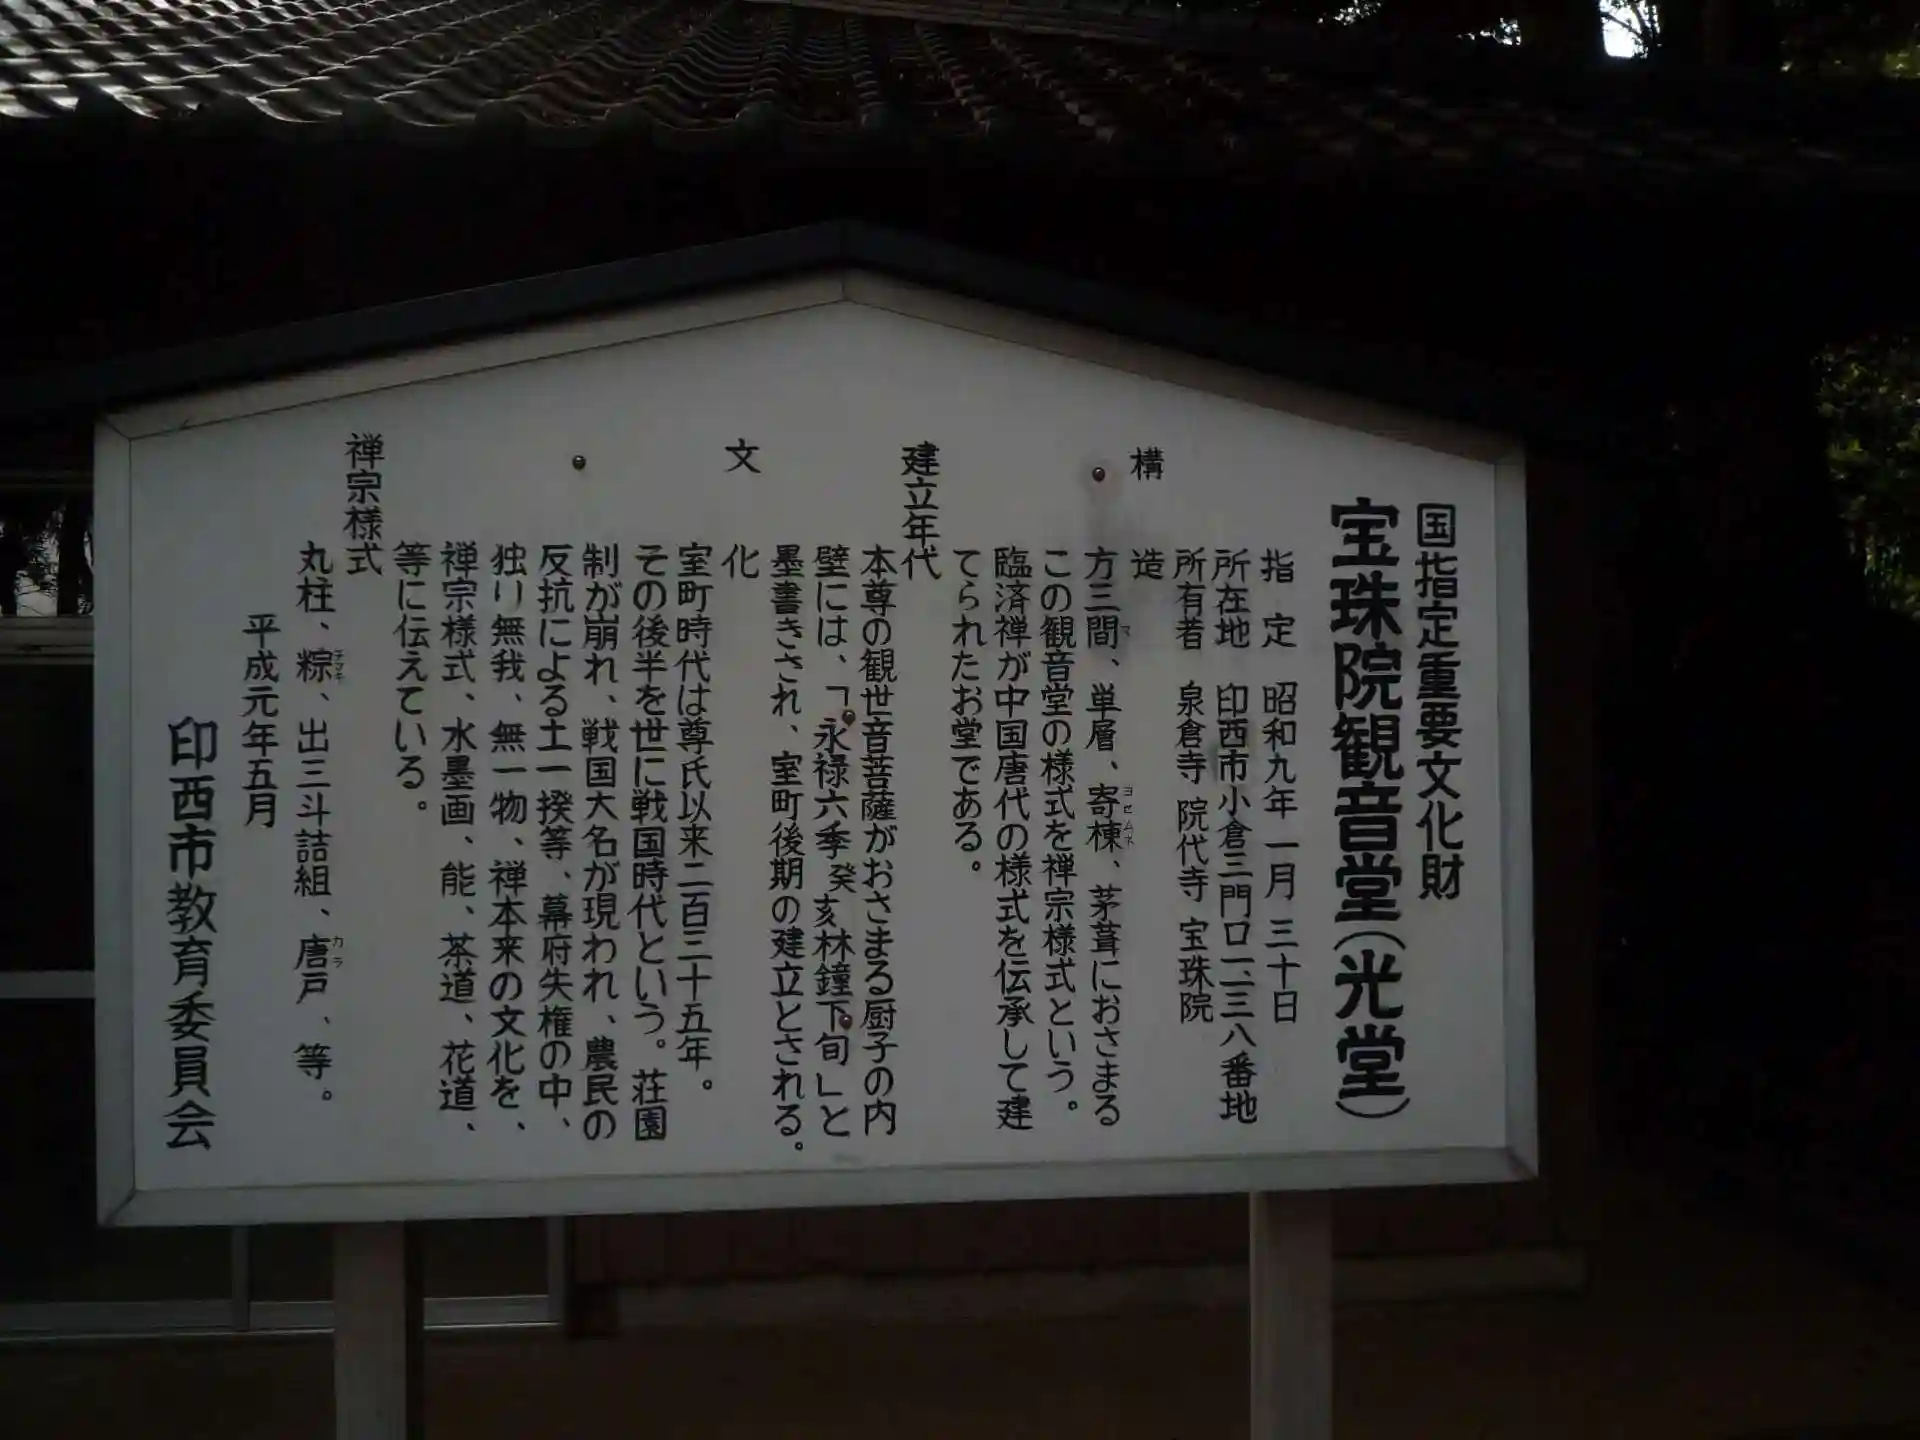 国指定重要文化財
宝珠院観音堂(光堂)
指 定 昭和九年 一月 三十日
所在地 印西市小倉三門口一二三八番地
所有者 泉倉寺 院代寺 宝珠院
構 造
方三間、単層、寄棟、茅葺におさまる
この観音堂の様式を禅宗様式という。
臨済禅が中国唐代の様式を伝承して建
てられたお堂である。
建立年代
本尊の観世音菩薩がおさまる厨子の内
壁には、「永禄六季癸亥林鐘下旬」と
墨書きされ、室町後期の建立とされる。
文 化
室町時代は尊氏以来二百三十五年。
その後半を世に戦国時代という。荘園
制が崩れ、戦国大名が現われ、農民の
反抗による土一揆等、幕府失権の中、
独り無我、無一物、禅本来の文化を、
禅宗様式、水墨画、能、茶道、花道、
等に伝えている。
禅宗様式
丸柱、粽、出三斗詰組、唐戸、等。
平成元年五月
印西市教育委員会